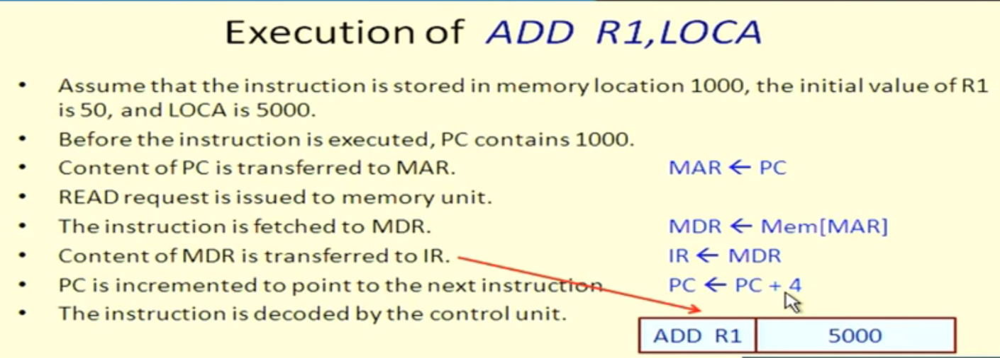 Execution of ADD R1,LOCA
• Assume that the instruction is stored in memory location 1000, the initial value of R1
is 50, and LOCA is 5000.
• Before the instruction is executed, PC contains 1000.
• Content of PC is transferred to MAR. MAR ← PC
• READ request is issued to memory unit.
• The instruction is fetched to MDR. MDR ← Mem[MAR]
• Content of MDR is transferred to IR. IR ← MDR
• PC is incremented to point to the next instruction PC ← PC + 4
• The instruction is decoded by the control unit.
ADD R1 5000